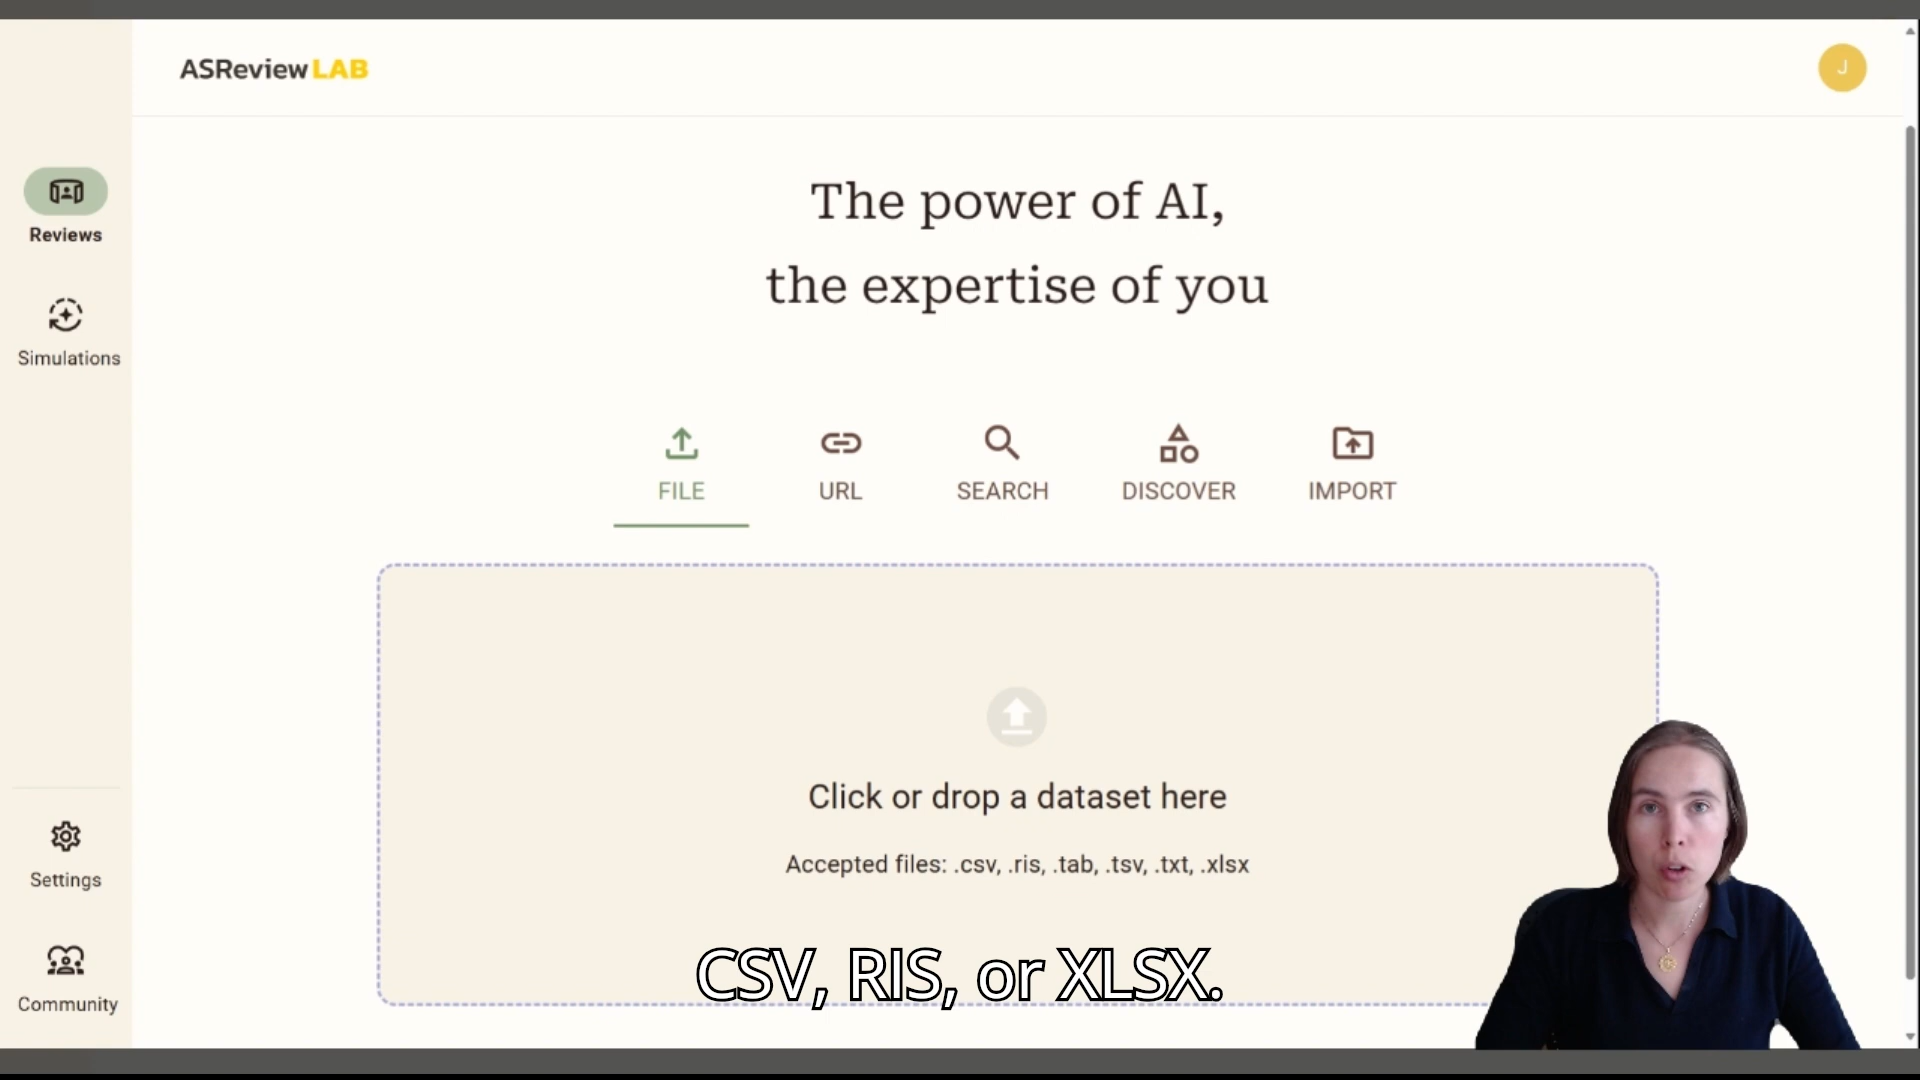 ASReview LAB
J
Reviews
Simulations
The power of AI,
the expertise of you
FILE
URL
SEARCH
DISCOVER
IMPORT
Click or drop a dataset here
Accepted files: .csv, .ris, .tab, .tsv, .txt, .xlsx
CSV, RIS, or XLSX.
Settings
Community